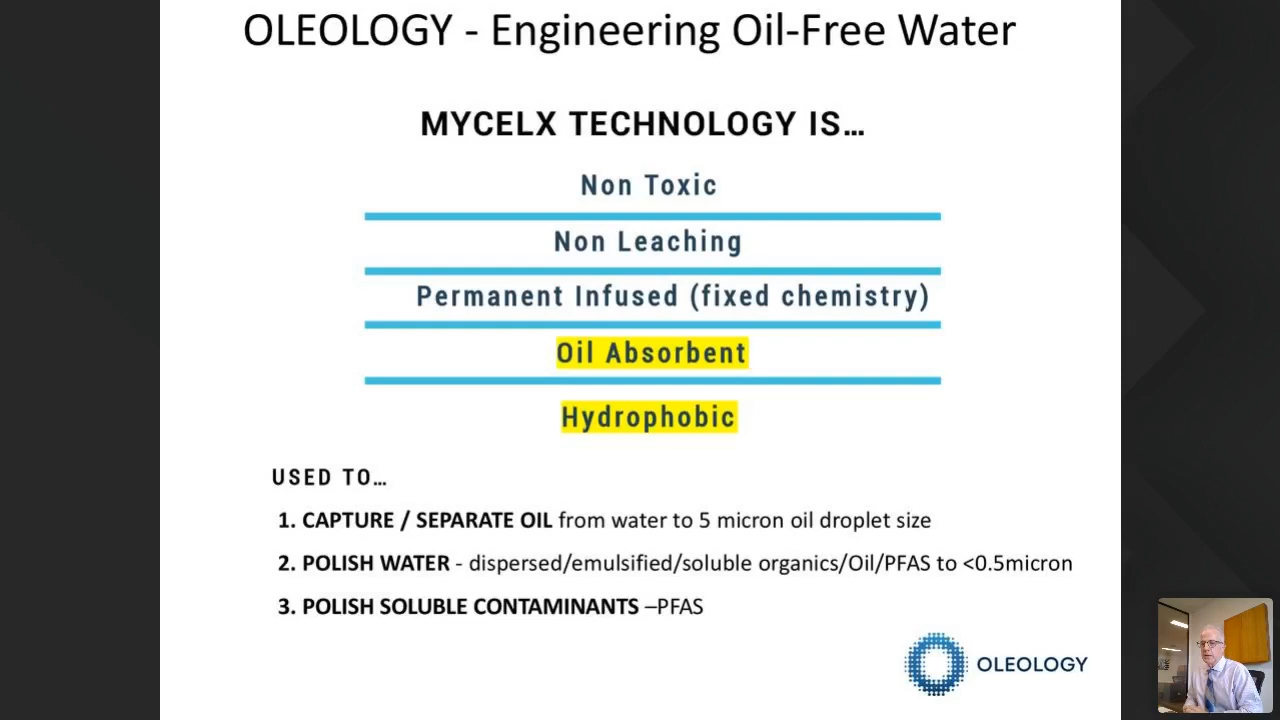 OLEOLOGY - Engineering Oil-Free Water
MYCELX TECHNOLOGY IS…
Non Toxic
Non Leaching
Permanent Infused (fixed chemistry)
Oil Absorbent
Hydrophobic
USED TO…
1. CAPTURE / SEPARATE OIL from water to 5 micron oil droplet size
2. POLISH WATER - dispersed/emulsified/soluble organics/Oil/PFAS to <0.5micron
3. POLISH SOLUBLE CONTAMINANTS –PFAS
OLEOLOGY